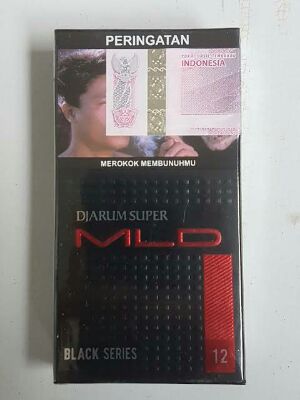 PERINGATAN
INDONESIA
MEROKOK MEMBUNUHMU
DJARUM SUPER
MLD
BLACK SERIES
12